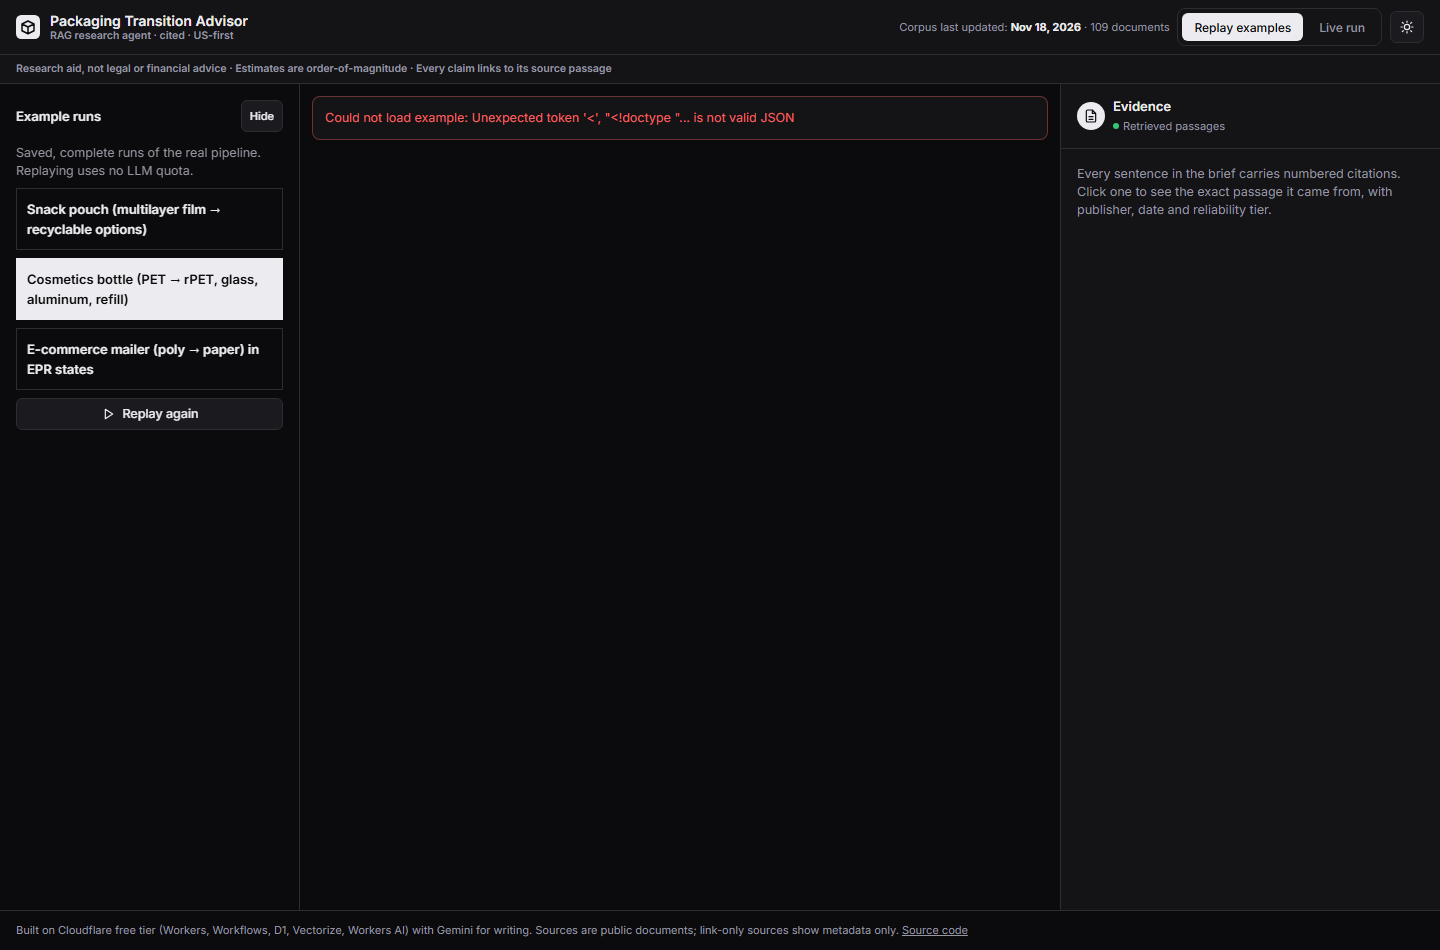 Packaging Transition Advisor
RAG research agent · cited · US-first
Corpus last updated: Nov 18, 2026 · 109 documents
Replay examples
Live run
Research aid, not legal or financial advice · Estimates are order-of-magnitude · Every claim links to its source passage
Example runs
Hide
Saved, complete runs of the real pipeline.
Replaying uses no LLM quota.
Snack pouch (multilayer film →
recyclable options)
Cosmetics bottle (PET → rPET, glass,
aluminum, refill)
E-commerce mailer (poly → paper) in
EPR states
Replay again
Could not load example: Unexpected token '<', "<!doctype "... is not valid JSON
Evidence
Retrieved passages
Every sentence in the brief carries numbered citations.
Click one to see the exact passage it came from, with
publisher, date and reliability tier.
Built on Cloudflare free tier (Workers, Workflows, D1, Vectorize, Workers AI) with Gemini for writing. Sources are public documents; link-only sources show metadata only. Source code